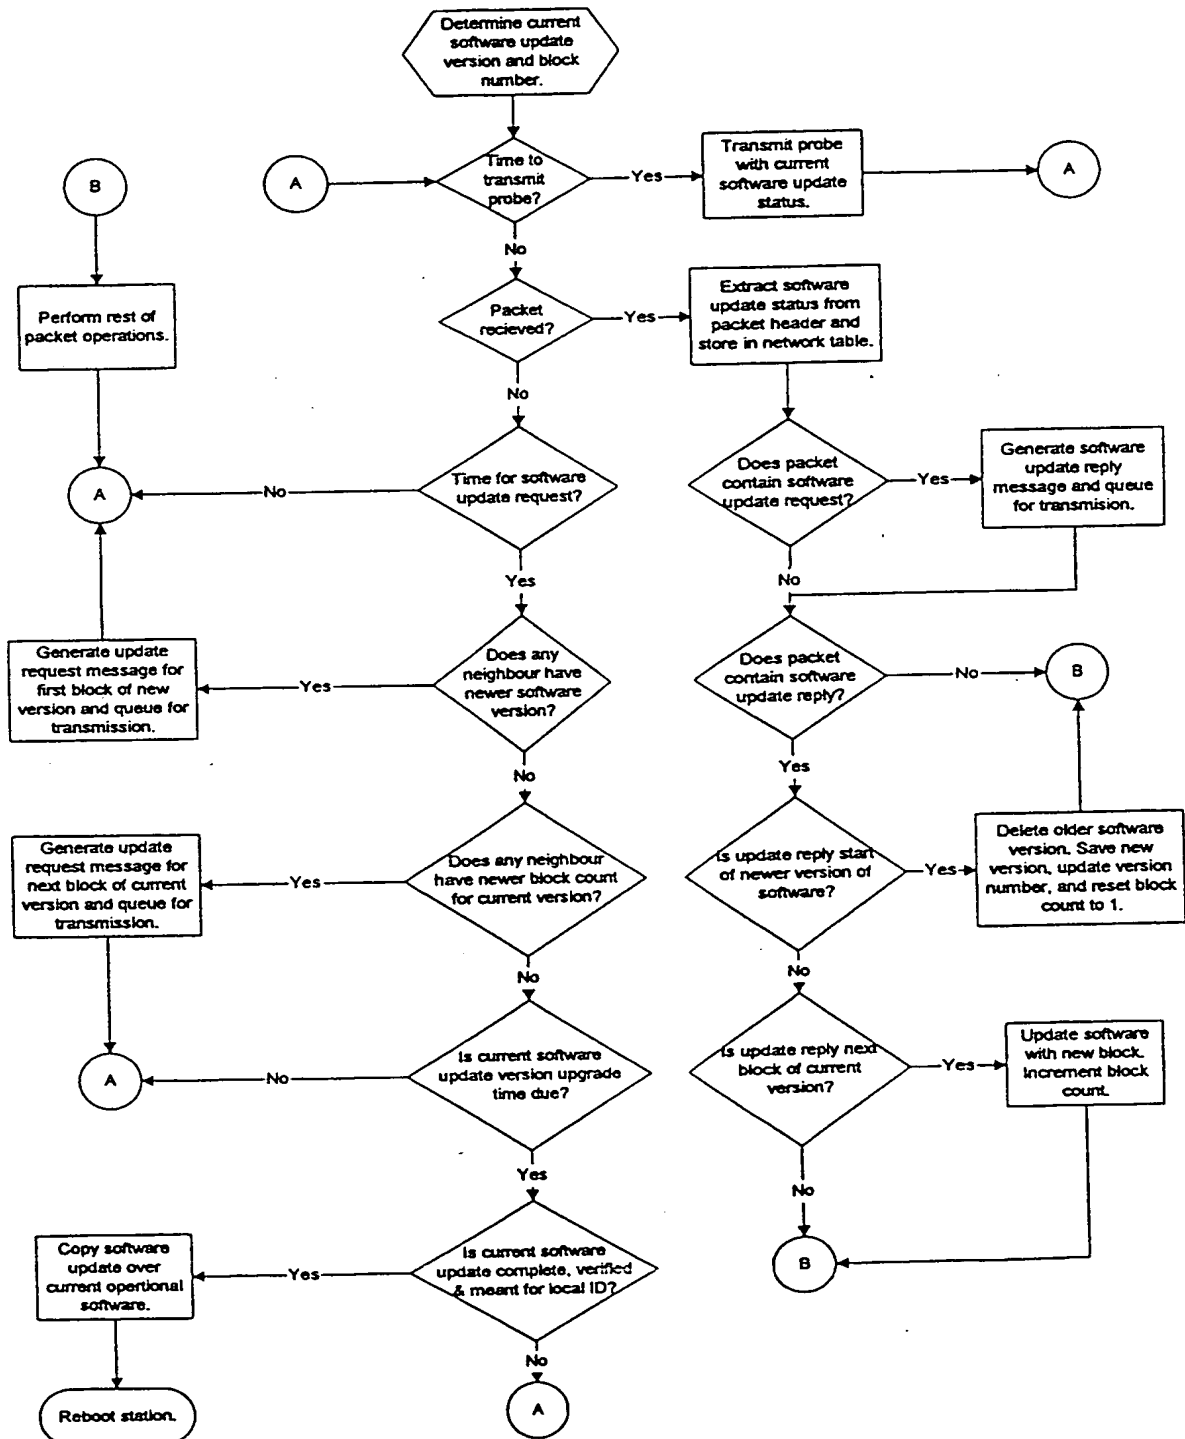 Determine current
software update
version and block
number.
B
A
Time to
transmit
probe?
Yes
Transmit probe
with current
software update
status.
A
No
Perform rest of
packet operations.
Packet
recieved?
Yes
Extract software
update status from
packet header and
store in network table.
No
A
No
Time for software
update request?
Does packet
contain software
update request?
Yes
Generate software
update reply
message and queue
for transmision.
Yes
No
Generate update
request message for
first block of new
version and queue for
transmission.
Yes
Does any
neighbour have
newer software
version?
Does packet
contain software
update reply?
No
B
No
Yes
Generate update
request message for
next block of current
version and queue for
transmission.
Yes
Does any neighbour
have newer block count
for current version?
Is update reply start
of newer version of
software?
Yes
Delete older software
version. Save new
version, update version
number, and reset block
count to 1.
No
No
A
No
Is current software
update version upgrade
time due?
Is update reply next
block of current
version?
Yes
Update software
with new block.
Increment block
count.
Yes
No
Copy software
update over
current opertional
software.
Yes
Is current software
update complete, verified
& meant for local ID?
B
No
Reboot station.
A